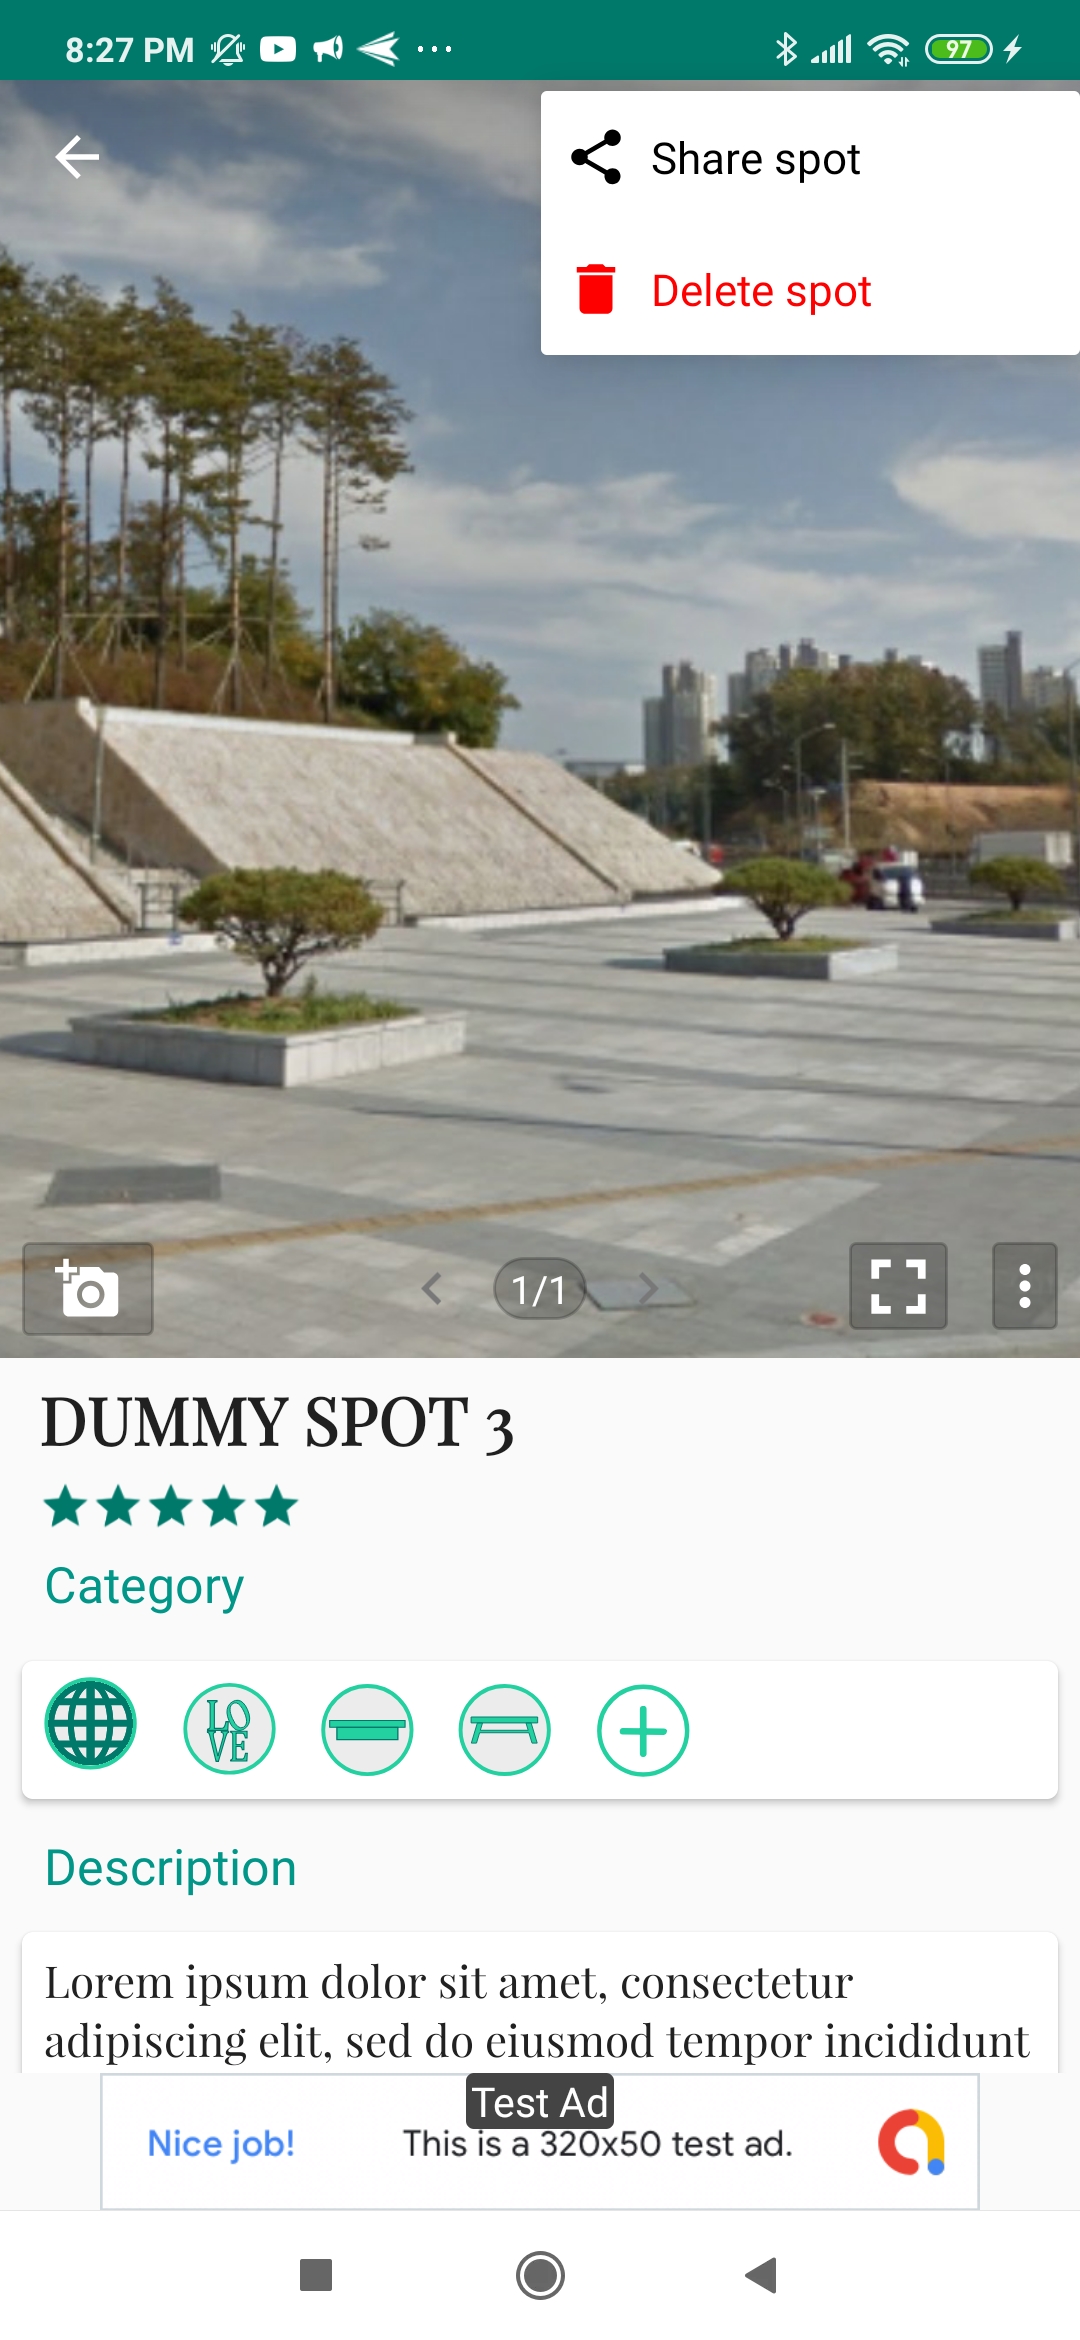 8:27 PM
97
Share spot
Delete spot
1/1
DUMMY SPOT 3
Category
LO
VE
Description
Lorem ipsum dolor sit amet, consectetur
adipiscing elit, sed do eiusmod tempor incididunt
Test Ad
Nice job!
This is a 320x50 test ad.